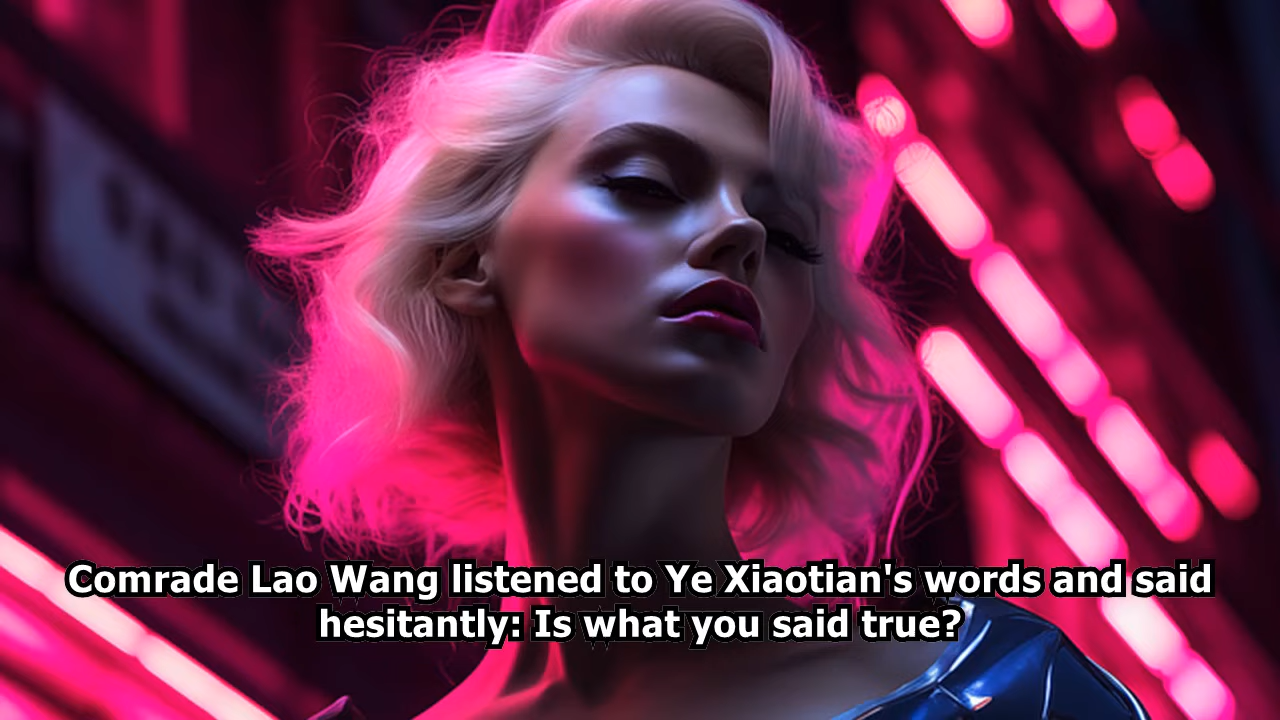 Comrade Lao Wang listened to Ye Xiaotian's words and said
hesitantly: Is what you said true?